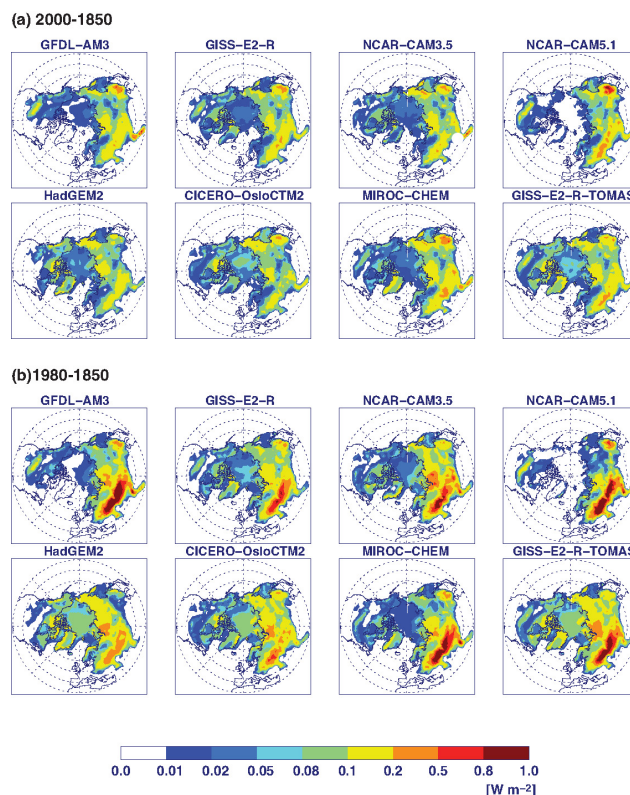 (a) 2000-1850
GFDL-AM3 GISS-E2-R NCAR-CAM3.5 NCAR-CAM5.1
HadGEM2 CICERO-OsloCTM2 MIROC-CHEM GISS-E2-R-TOMAS
(b)1980-1850
GFDL-AM3 GISS-E2-R NCAR-CAM3.5 NCAR-CAM5.1
HadGEM2 CICERO-OsloCTM2 MIROC-CHEM GISS-E2-R-TOMAS
0.0 0.01 0.02 0.05 0.08 0.1 0.2 0.5 0.8 1.0
[W m⁻²]